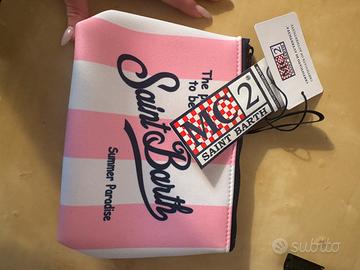 The p
to be
Saint Barth
Summer Paradise
MC2
SAINT BARTH
subito